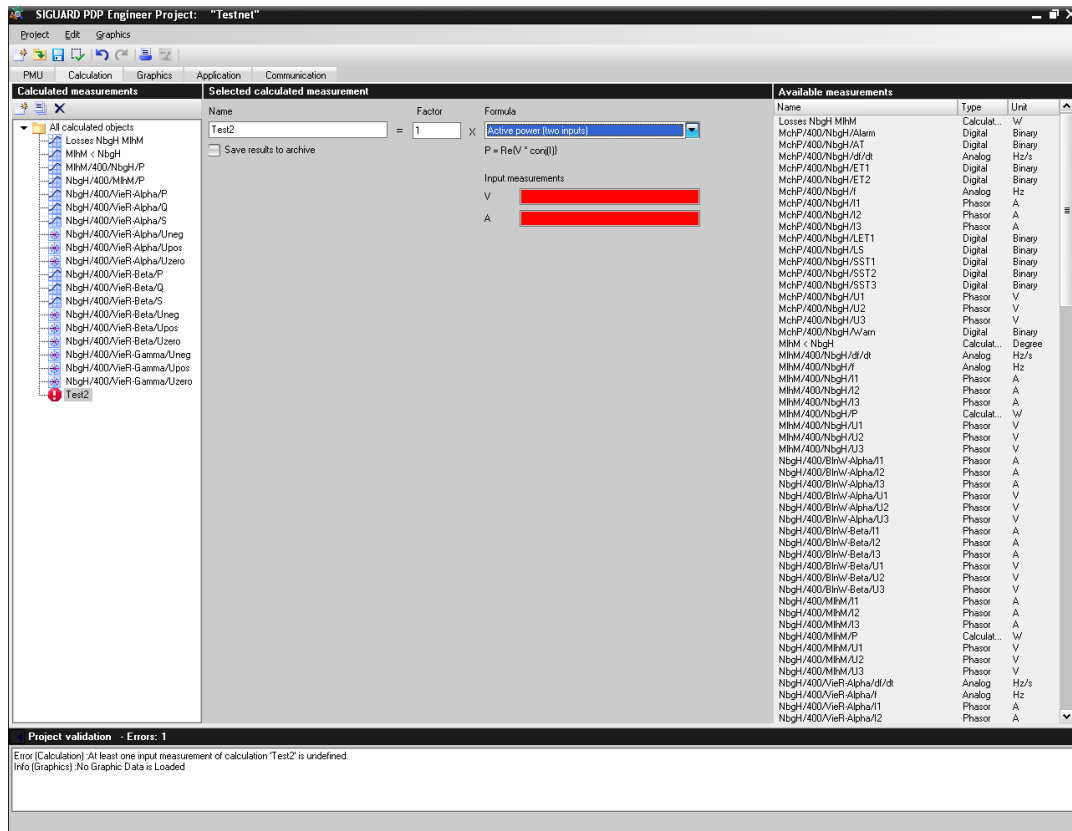 SIGUARD PDP Engineer Project: "Testnet"
Project Edit Graphics
PMU Calculation Graphics Application Communication
Calculated measurements
All calculated objects
Losses NbgH MlhM
MlhM < NbgH
MlhM/400/NbgH/P
NbgH/400/MlhM/P
NbgH/400/VieR-Alpha/P
NbgH/400/VieR-Alpha/Q
NbgH/400/VieR-Alpha/S
NbgH/400/VieR-Alpha/Uneg
NbgH/400/VieR-Alpha/Upos
NbgH/400/VieR-Alpha/Uzero
NbgH/400/VieR-Beta/P
NbgH/400/VieR-Beta/Q
NbgH/400/VieR-Beta/S
NbgH/400/VieR-Beta/Uneg
NbgH/400/VieR-Beta/Upos
NbgH/400/VieR-Beta/Uzero
NbgH/400/VieR-Gamma/Uneg
NbgH/400/VieR-Gamma/Upos
NbgH/400/VieR-Gamma/Uzero
Test2
Selected calculated measurement
Name Factor Formula
Test2 = 1 X Active power (two inputs)
Save results to archive P = Re(V * conj(I))
Input measurements
V
A
Available measurements
Name Type Unit
Losses NbgH MlhM Calculat... W
MchP/400/NbgH/Alarm Digital Binary
MchP/400/NbgH/AT Digital Binary
MchP/400/NbgH/df/dt Analog Hz/s
MchP/400/NbgH/ET1 Digital Binary
MchP/400/NbgH/ET2 Digital Binary
MchP/400/NbgH/f Analog Hz
MchP/400/NbgH/I1 Phasor A
MchP/400/NbgH/I2 Phasor A
MchP/400/NbgH/I3 Phasor A
MchP/400/NbgH/LET1 Digital Binary
MchP/400/NbgH/LS Digital Binary
MchP/400/NbgH/SST1 Digital Binary
MchP/400/NbgH/SST2 Digital Binary
MchP/400/NbgH/SST3 Digital Binary
MchP/400/NbgH/U1 Phasor V
MchP/400/NbgH/U2 Phasor V
MchP/400/NbgH/U3 Phasor V
MchP/400/NbgH/Warn Digital Binary
MlhM < NbgH Calculat... Degree
MlhM/400/NbgH/df/dt Analog Hz/s
MlhM/400/NbgH/f Analog Hz
MlhM/400/NbgH/I1 Phasor A
MlhM/400/NbgH/I2 Phasor A
MlhM/400/NbgH/I3 Phasor A
MlhM/400/NbgH/P Calculat... W
MlhM/400/NbgH/U1 Phasor V
MlhM/400/NbgH/U2 Phasor V
MlhM/400/NbgH/U3 Phasor V
NbgH/400/BlnW-Alpha/I1 Phasor A
NbgH/400/BlnW-Alpha/I2 Phasor A
NbgH/400/BlnW-Alpha/I3 Phasor A
NbgH/400/BlnW-Alpha/U1 Phasor V
NbgH/400/BlnW-Alpha/U2 Phasor V
NbgH/400/BlnW-Alpha/U3 Phasor V
NbgH/400/BlnW-Beta/I1 Phasor A
NbgH/400/BlnW-Beta/I2 Phasor A
NbgH/400/BlnW-Beta/I3 Phasor A
NbgH/400/BlnW-Beta/U1 Phasor V
NbgH/400/BlnW-Beta/U2 Phasor V
NbgH/400/BlnW-Beta/U3 Phasor V
NbgH/400/MlhM/I1 Phasor A
NbgH/400/MlhM/I2 Phasor A
NbgH/400/MlhM/I3 Phasor A
NbgH/400/MlhM/P Calculat... W
NbgH/400/MlhM/U1 Phasor V
NbgH/400/MlhM/U2 Phasor V
NbgH/400/MlhM/U3 Phasor V
NbgH/400/VieR-Alpha/df/dt Analog Hz/s
NbgH/400/VieR-Alpha/f Analog Hz
NbgH/400/VieR-Alpha/I1 Phasor A
NbgH/400/VieR-Alpha/I2 Phasor A
Project validation - Errors: 1
Error (Calculation) :At least one input measurement of calculation 'Test2' is undefined.
Info (Graphics) :No Graphic Data is Loaded